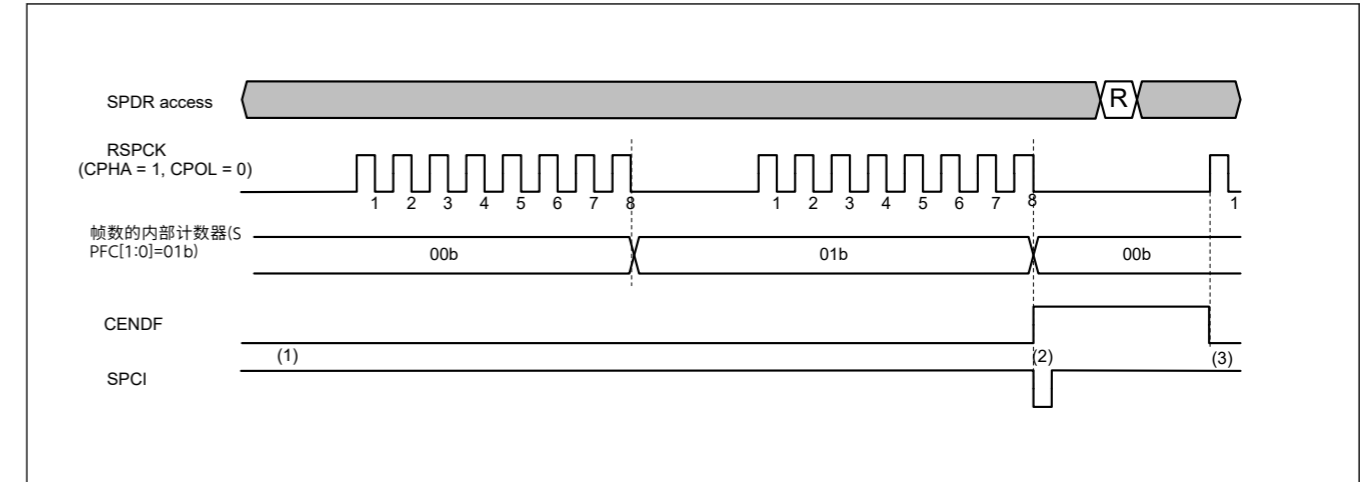 SPDR access
R
RSPCK
(CPHA = 1, CPOL = 0)
1 2 3 4 5 6 7 8 1 2 3 4 5 6 7 8 1
帧数的内部计数器(S
PFC[1:0]=01b)
00b 01b 00b
CENDF
(1) (2) (3)
SPCI